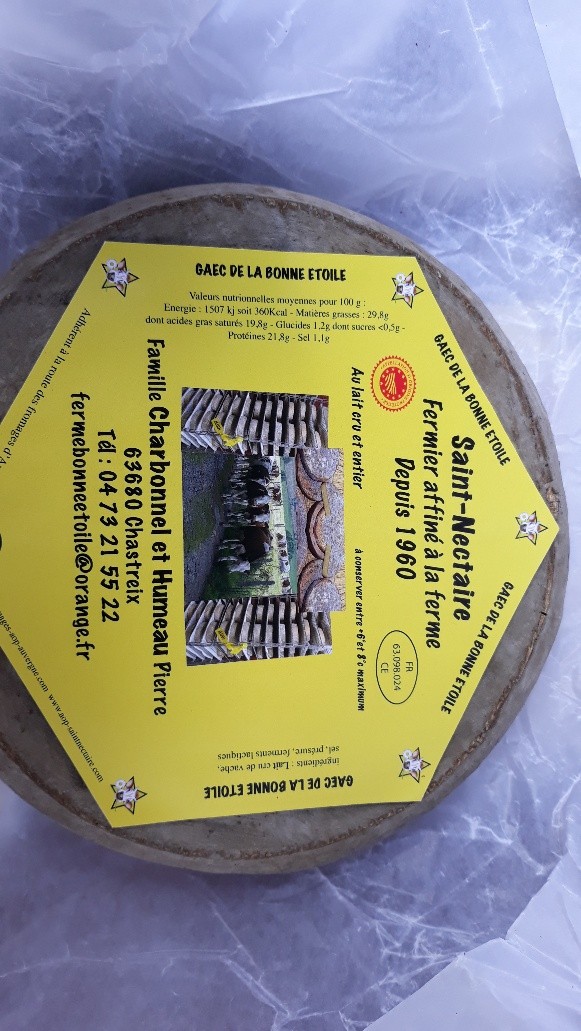 GAEC DE LA BONNE ETOILE
Saint-Nectaire
Fermier affiné à la ferme
Depuis 1960
Au lait cru et entier
à conserver entre +6° et 8°c maximum
FR
63.098.024
CE
Famille Charbonnel et Humeau Pierre
63680 Chastreix
Tél : 04 73 21 55 22
fermebonneetoile@orange.fr
GAEC DE LA BONNE ETOILE
Valeurs nutritionnelles moyennes pour 100 g :
Energie : 1507 kj soit 360Kcal - Matières grasses : 29,8g
dont acides gras saturés 19,8g - Glucides 1,2g dont sucres <0,5g -
Protéines 21,8g - Sel 1,1g
GAEC DE LA BONNE ETOILE
GAEC DE LA BONNE ETOILE
ingrédients : Lait cru de vache,
sel, présure, ferments lactiques
Adhérent à la route des fromages
www.aop-saintnectaire.com